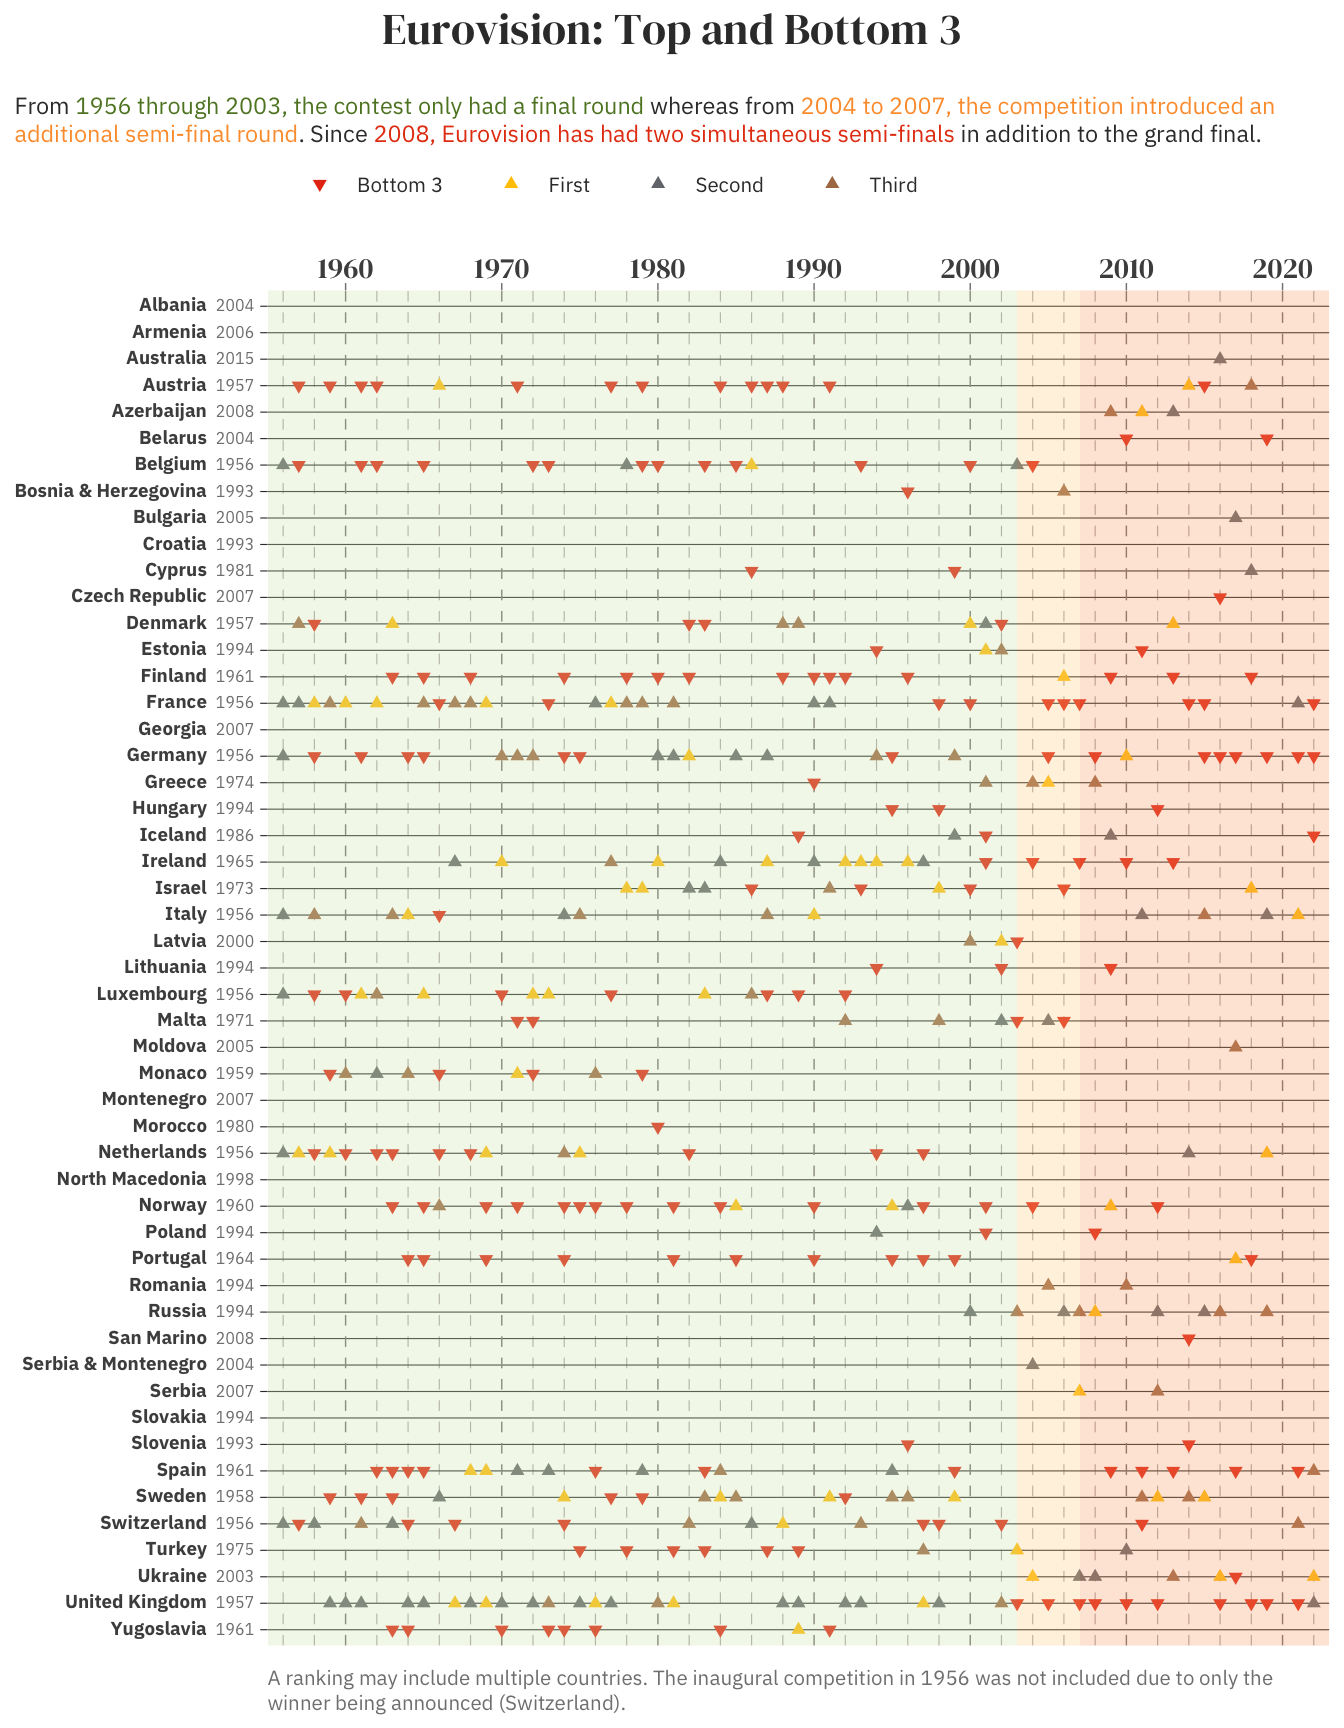 Eurovision: Top and Bottom 3
From 1956 through 2003, the contest only had a final round whereas from 2004 to 2007, the competition introduced an
additional semi-final round. Since 2008, Eurovision has had two simultaneous semi-finals in addition to the grand final.
Bottom 3 First Second Third
1960 1970 1980 1990 2000 2010 2020
Albania 2004
Armenia 2006
Australia 2015
Austria 1957
Azerbaijan 2008
Belarus 2004
Belgium 1956
Bosnia & Herzegovina 1993
Bulgaria 2005
Croatia 1993
Cyprus 1981
Czech Republic 2007
Denmark 1957
Estonia 1994
Finland 1961
France 1956
Georgia 2007
Germany 1956
Greece 1974
Hungary 1994
Iceland 1986
Ireland 1965
Israel 1973
Italy 1956
Latvia 2000
Lithuania 1994
Luxembourg 1956
Malta 1971
Moldova 2005
Monaco 1959
Montenegro 2007
Morocco 1980
Netherlands 1956
North Macedonia 1998
Norway 1960
Poland 1994
Portugal 1964
Romania 1994
Russia 1994
San Marino 2008
Serbia & Montenegro 2004
Serbia 2007
Slovakia 1994
Slovenia 1993
Spain 1961
Sweden 1958
Switzerland 1956
Turkey 1975
Ukraine 2003
United Kingdom 1957
Yugoslavia 1961
A ranking may include multiple countries. The inaugural competition in 1956 was not included due to only the
winner being announced (Switzerland).